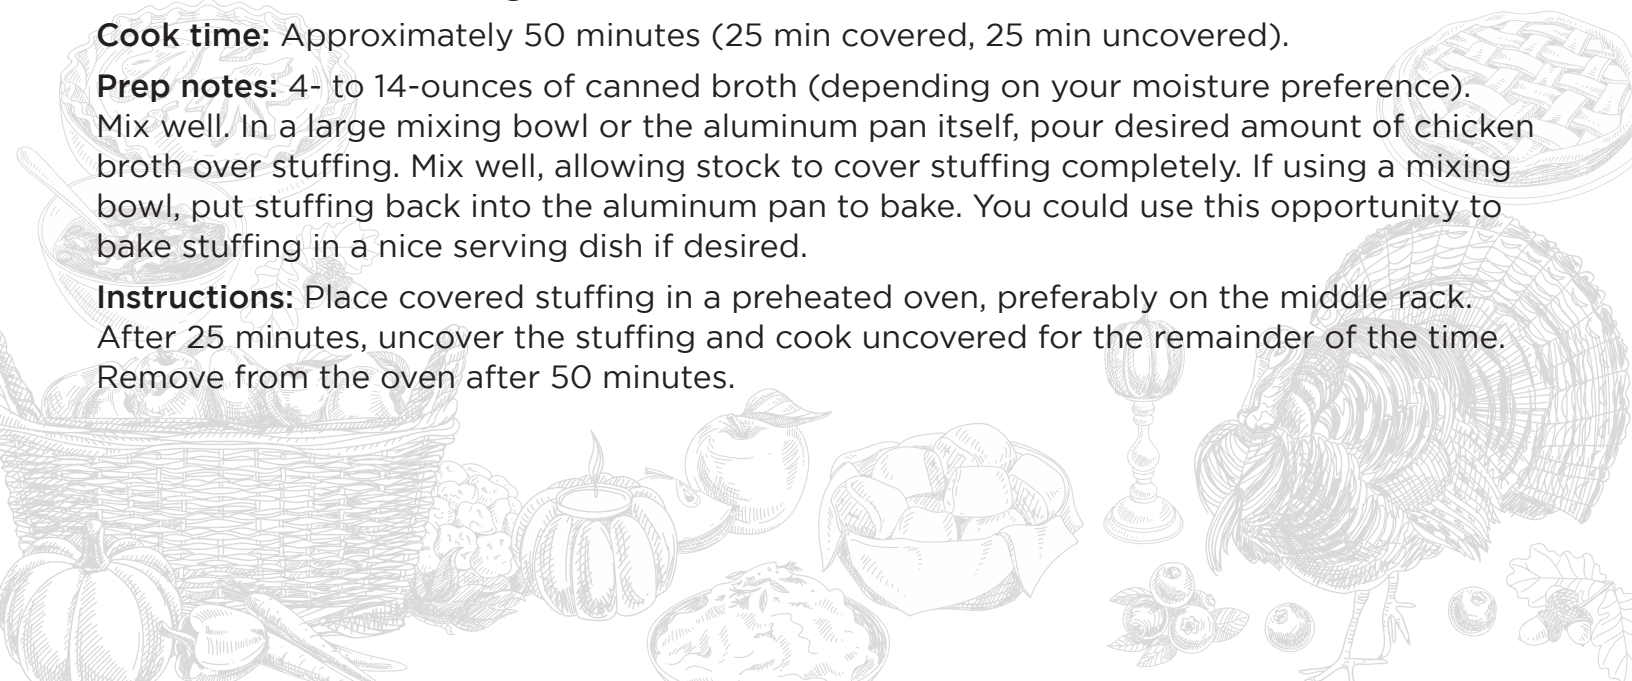 Cook time: Approximately 50 minutes (25 min covered, 25 min uncovered).
Prep notes: 4- to 14-ounces of canned broth (depending on your moisture preference).
Mix well. In a large mixing bowl or the aluminum pan itself, pour desired amount of chicken
broth over stuffing. Mix well, allowing stock to cover stuffing completely. If using a mixing
bowl, put stuffing back into the aluminum pan to bake. You could use this opportunity to
bake stuffing in a nice serving dish if desired.
Instructions: Place covered stuffing in a preheated oven, preferably on the middle rack.
After 25 minutes, uncover the stuffing and cook uncovered for the remainder of the time.
Remove from the oven after 50 minutes.